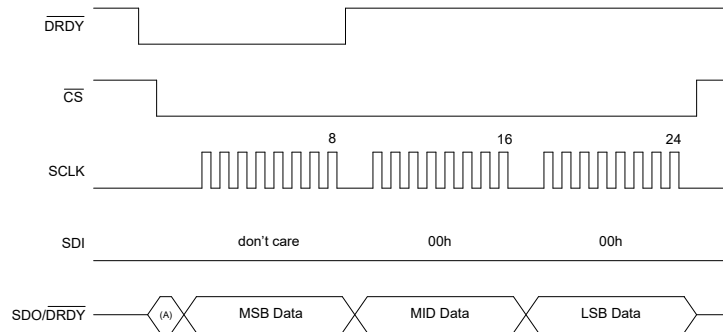 DRDY
CS
8 16 24
SCLK
SDI don't care 00h 00h
SDO/DRDY (A) MSB Data MID Data LSB Data